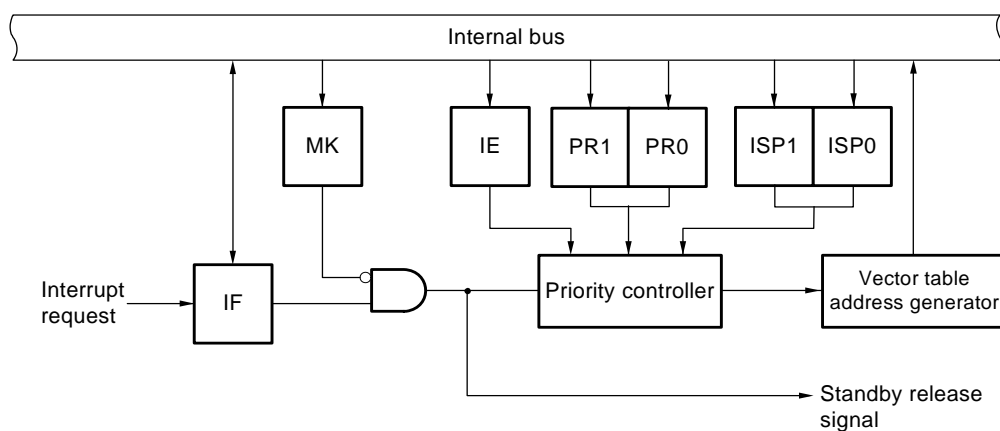 Internal bus
MK
IE
PR1
PR0
ISP1
ISP0
Interrupt
request
IF
Priority controller
Vector table
address generator
Standby release
signal